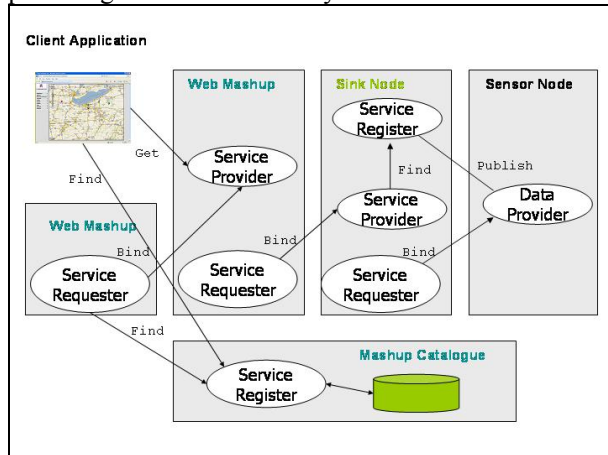 Client Application
Web Mashup
Sink Node
Sensor Node
Service
Register
Get
Service
Provider
Find
Find
Publish
Service
Provider
Data
Provider
Web Mashup
Bind
Bind
Bind
Service
Requester
Service
Requester
Service
Requester
Find
Mashup Catalogue
Service
Register